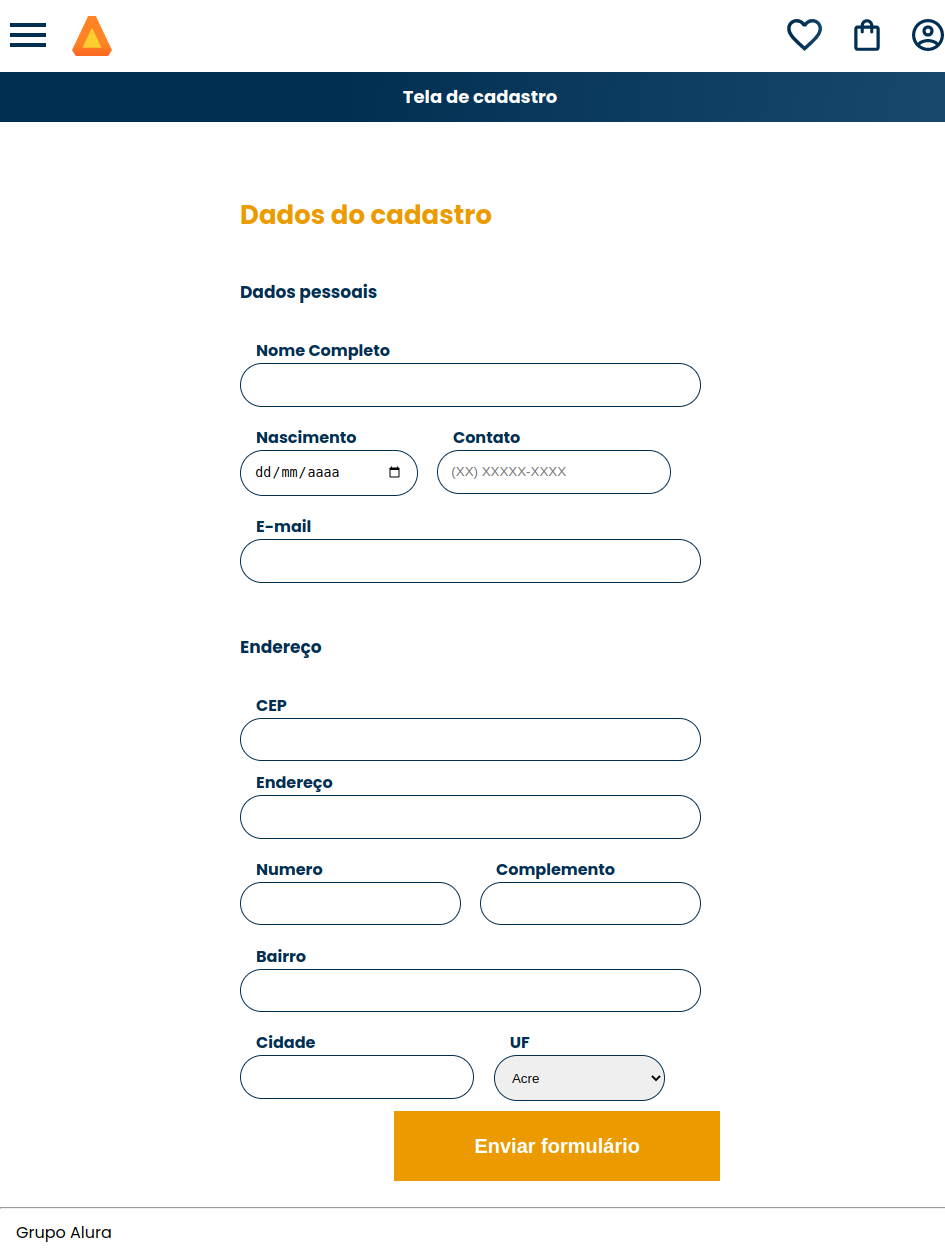 Tela de cadastro
Dados do cadastro
Dados pessoais
Nome Completo
Nascimento Contato
dd/mm/aaaa (XX) XXXXX-XXXX
E-mail
Endereço
CEP
Endereço
Numero Complemento
Bairro
Cidade UF
Acre
Enviar formulário
Grupo Alura